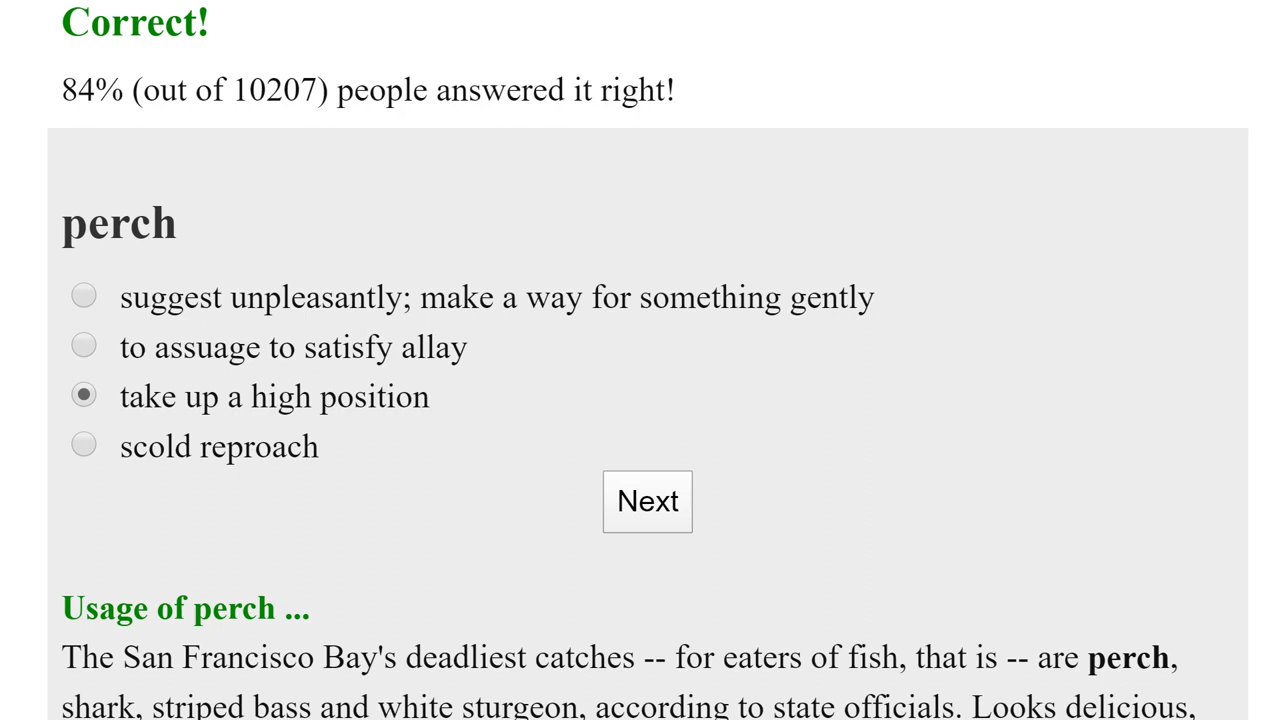 Correct!
84% (out of 10207) people answered it right!
perch
suggest unpleasantly; make a way for something gently
to assuage to satisfy allay
take up a high position
scold reproach
Next
Usage of perch ...
The San Francisco Bay's deadliest catches -- for eaters of fish, that is -- are perch,
shark, striped bass and white sturgeon, according to state officials. Looks delicious,